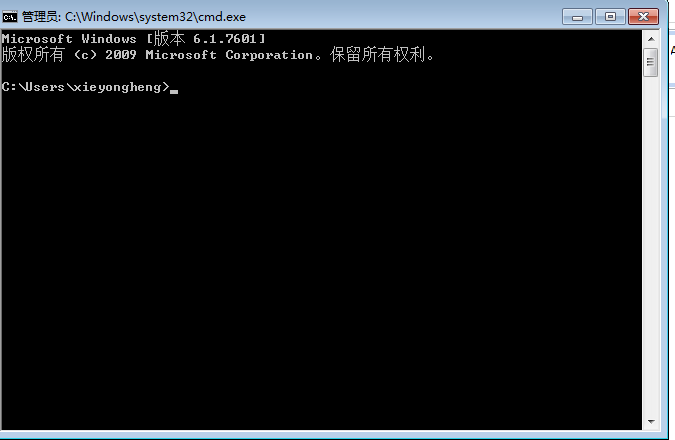 管理员: C:\Windows\system32\cmd.exe
Microsoft Windows [版本 6.1.7601]
版权所有 (c) 2009 Microsoft Corporation。保留所有权利。
C:\Users\xieyongheng>